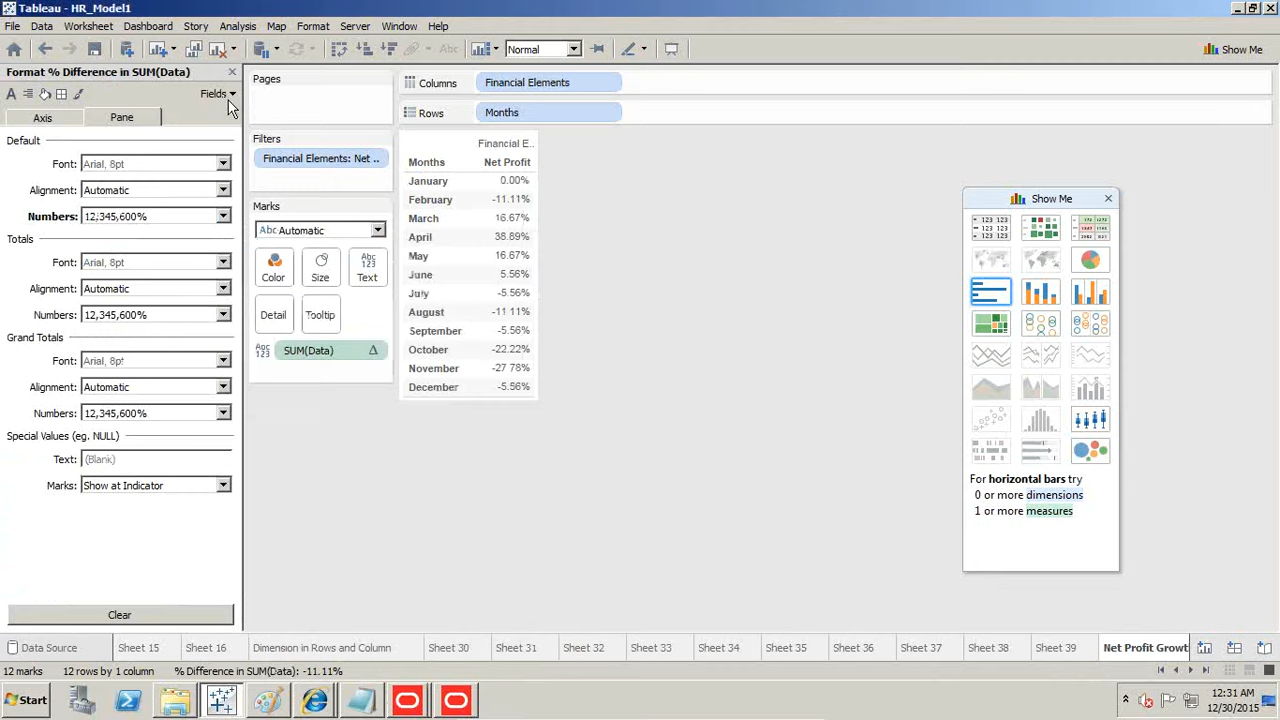 Tableau - HR_Model1
File Data Worksheet Dashboard Story Analysis Map Format Server Window Help
Abc Normal Show Me
Format % Difference in SUM(Data)
Fields
Axis Pane
Default
Font: Arial, 8pt
Alignment: Automatic
Numbers: 12,345,600%
Totals
Font: Arial, 8pt
Alignment: Automatic
Numbers: 12,345,600%
Grand Totals
Font: Arial, 8pt
Alignment: Automatic
Numbers: 12,345,600%
Special Values (eg. NULL)
Text: (Blank)
Marks: Show at Indicator
Clear
Pages
Filters
Financial Elements: Net ..
Marks
Abc Automatic
Color Size Abc 123 Text
Detail Tooltip
Abc 123 SUM(Data) Δ
Columns Financial Elements
Rows Months
Financial E..
Months Net Profit
January 0.00%
February -11.11%
March 16.67%
April 38.89%
May 16.67%
June 5.56%
July -5.56%
August -11 11%
September -5.56%
October -22.22%
November -27 78%
December -5.56%
Show Me
For horizontal bars try
0 or more dimensions
1 or more measures
Data Source Sheet 15 Sheet 16 Dimension in Rows and Column Sheet 30 Sheet 31 Sheet 32 Sheet 33 Sheet 34 Sheet 35 Sheet 36 Sheet 37 Sheet 38 Sheet 39 Net Profit Growt
12 marks 12 rows by 1 column % Difference in SUM(Data): -11.11%
Start 12:31 AM
12/30/2015